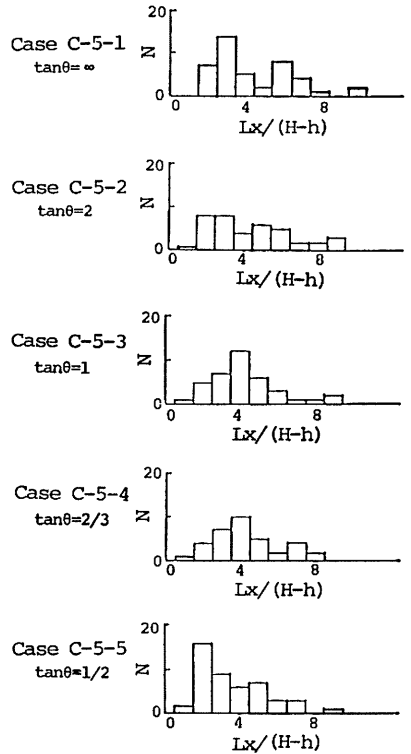 20
Case C-5-1
tanθ= ∞
N
0
0 4 8
Lx/(H-h)
20
Case C-5-2
tanθ=2
N
0
0 4 8
Lx/(H-h)
20
Case C-5-3
tanθ=1
N
0
0 4 8
Lx/(H-h)
20
Case C-5-4
tanθ=2/3
N
0
0 4 8
Lx/(H-h)
20
Case C-5-5
tanθ=1/2
N
0
0 4 8
Lx/(H-h)